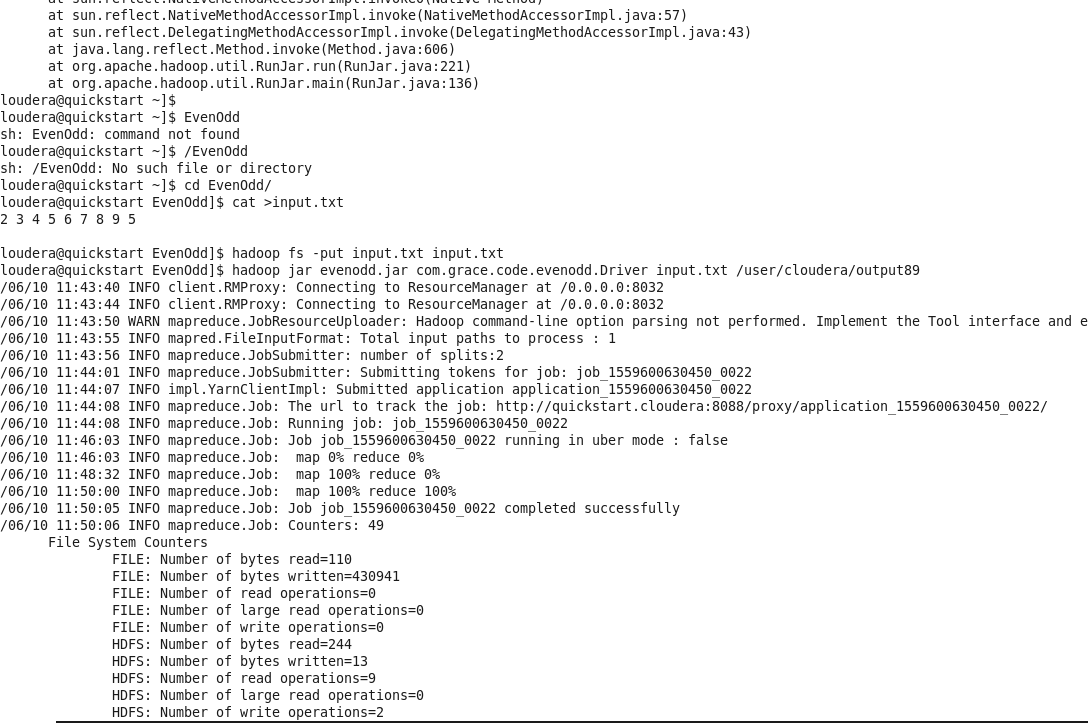 at sun.reflect.NativeMethodAccessorImpl.invoke0(Native Method)
at sun.reflect.NativeMethodAccessorImpl.invoke(NativeMethodAccessorImpl.java:57)
at sun.reflect.DelegatingMethodAccessorImpl.invoke(DelegatingMethodAccessorImpl.java:43)
at java.lang.reflect.Method.invoke(Method.java:606)
at org.apache.hadoop.util.RunJar.run(RunJar.java:221)
at org.apache.hadoop.util.RunJar.main(RunJar.java:136)
loudera@quickstart ~]$
loudera@quickstart ~]$ EvenOdd
sh: EvenOdd: command not found
loudera@quickstart ~]$ /EvenOdd
sh: /EvenOdd: No such file or directory
loudera@quickstart ~]$ cd EvenOdd/
loudera@quickstart EvenOdd]$ cat >input.txt
2 3 4 5 6 7 8 9 5
loudera@quickstart EvenOdd]$ hadoop fs -put input.txt input.txt
loudera@quickstart EvenOdd]$ hadoop jar evenodd.jar com.grace.code.evenodd.Driver input.txt /user/cloudera/output89
/06/10 11:43:40 INFO client.RMProxy: Connecting to ResourceManager at /0.0.0.0:8032
/06/10 11:43:44 INFO client.RMProxy: Connecting to ResourceManager at /0.0.0.0:8032
/06/10 11:43:50 WARN mapreduce.JobResourceUploader: Hadoop command-line option parsing not performed. Implement the Tool interface and e
/06/10 11:43:55 INFO mapred.FileInputFormat: Total input paths to process : 1
/06/10 11:43:56 INFO mapreduce.JobSubmitter: number of splits:2
/06/10 11:44:01 INFO mapreduce.JobSubmitter: Submitting tokens for job: job_1559600630450_0022
/06/10 11:44:07 INFO impl.YarnClientImpl: Submitted application application_1559600630450_0022
/06/10 11:44:08 INFO mapreduce.Job: The url to track the job: http://quickstart.cloudera:8088/proxy/application_1559600630450_0022/
/06/10 11:44:08 INFO mapreduce.Job: Running job: job_1559600630450_0022
/06/10 11:46:03 INFO mapreduce.Job: Job job_1559600630450_0022 running in uber mode : false
/06/10 11:46:03 INFO mapreduce.Job:  map 0% reduce 0%
/06/10 11:48:32 INFO mapreduce.Job:  map 100% reduce 0%
/06/10 11:50:00 INFO mapreduce.Job:  map 100% reduce 100%
/06/10 11:50:05 INFO mapreduce.Job: Job job_1559600630450_0022 completed successfully
/06/10 11:50:06 INFO mapreduce.Job: Counters: 49
File System Counters
FILE: Number of bytes read=110
FILE: Number of bytes written=430941
FILE: Number of read operations=0
FILE: Number of large read operations=0
FILE: Number of write operations=0
HDFS: Number of bytes read=244
HDFS: Number of bytes written=13
HDFS: Number of read operations=9
HDFS: Number of large read operations=0
HDFS: Number of write operations=2